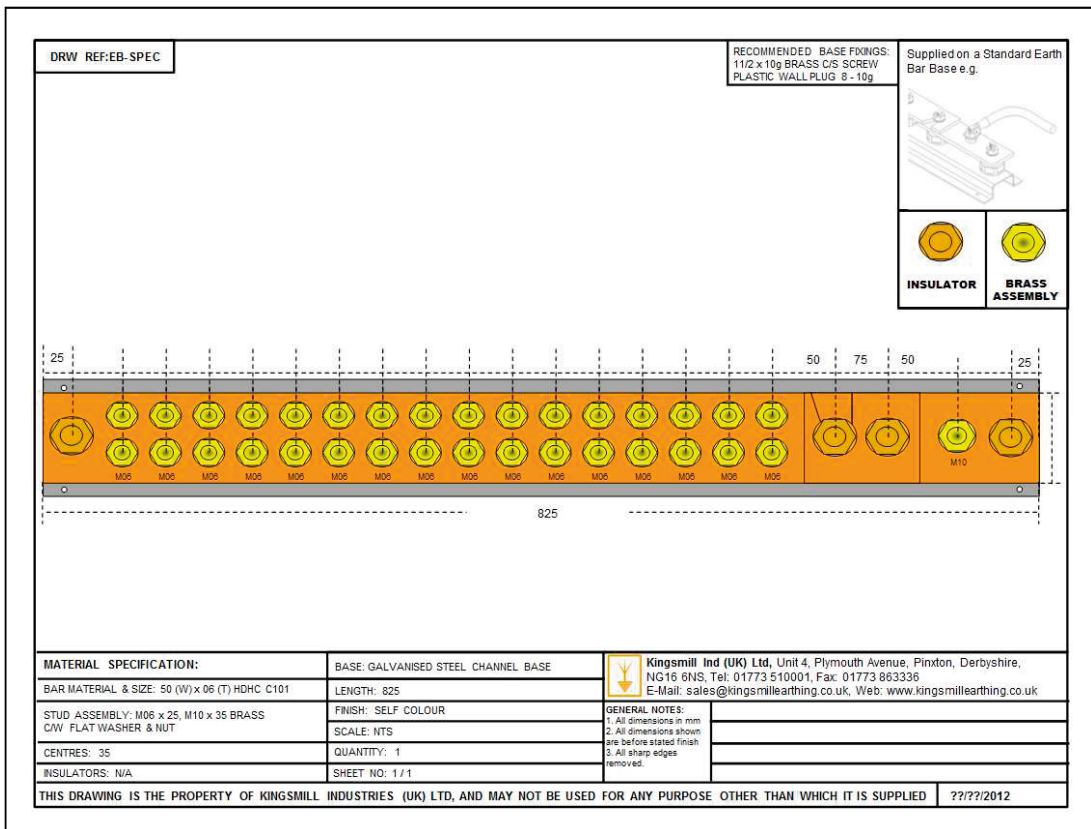 DRW REF:EB-SPEC
RECOMMENDED BASE FIXINGS:
11/2 x 10g BRASS C/S SCREW
PLASTIC WALL PLUG 8 - 10g
Supplied on a Standard Earth
Bar Base e.g.
INSULATOR
BRASS
ASSEMBLY
25
50
75
50
25
M06 M06 M06 M06 M06 M06 M06 M06 M06 M06 M06 M06 M06 M06 M06 M06
M10
825
MATERIAL SPECIFICATION:
BAR MATERIAL & SIZE: 50 (W) x 06 (T) HDHC C101
STUD ASSEMBLY: M06 x 25, M10 x 35 BRASS
C/W FLAT WASHER & NUT
CENTRES: 35
INSULATORS: N/A
BASE: GALVANISED STEEL CHANNEL BASE
LENGTH: 825
FINISH: SELF COLOUR
SCALE: NTS
QUANTITY: 1
SHEET NO: 1 / 1
Kingsmill Ind (UK) Ltd, Unit 4, Plymouth Avenue, Pinxton, Derbyshire,
NG16 6NS, Tel: 01773 510001, Fax: 01773 863336
E-Mail: sales@kingsmillearthing.co.uk, Web: www.kingsmillearthing.co.uk
GENERAL NOTES:
1. All dimensions in mm
2. All dimensions shown
are before stated finish
3. All sharp edges
removed.
THIS DRAWING IS THE PROPERTY OF KINGSMILL INDUSTRIES (UK) LTD, AND MAY NOT BE USED FOR ANY PURPOSE OTHER THAN WHICH IT IS SUPPLIED
??/??/2012